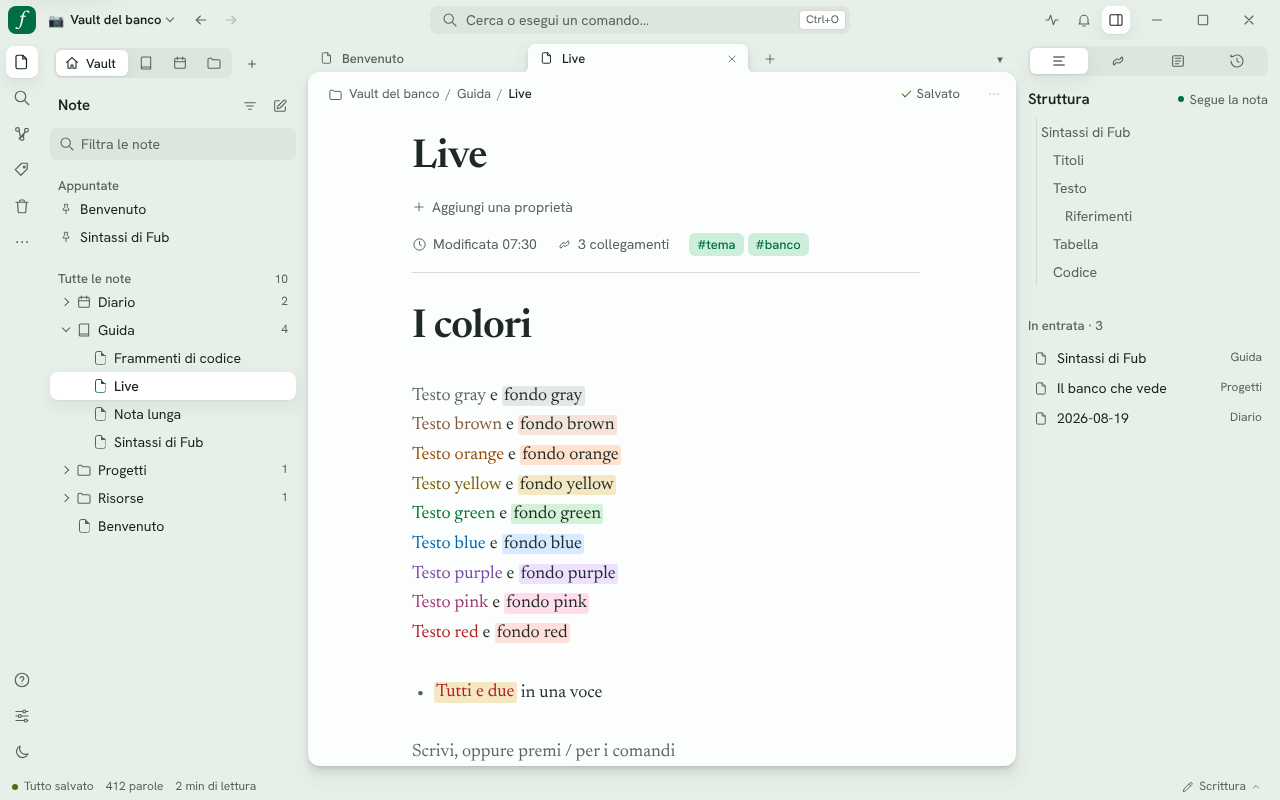 f Vault del banco
Cerca o esegui un comando... Ctrl+O
Vault
Note
Filtra le note
Appuntate
Benvenuto
Sintassi di Fub
Tutte le note 10
Diario 2
Guida 4
Frammenti di codice
Live
Nota lunga
Sintassi di Fub
Progetti 1
Risorse 1
Benvenuto
Benvenuto
Live
Vault del banco / Guida / Live
Salvato
Live
Aggiungi una proprietà
Modificata 07:30 3 collegamenti #tema #banco
I colori
Testo gray e fondo gray
Testo brown e fondo brown
Testo orange e fondo orange
Testo yellow e fondo yellow
Testo green e fondo green
Testo blue e fondo blue
Testo purple e fondo purple
Testo pink e fondo pink
Testo red e fondo red
• Tutti e due in una voce
Scrivi, oppure premi / per i comandi
Struttura Segue la nota
Sintassi di Fub
Titoli
Testo
Riferimenti
Tabella
Codice
In entrata · 3
Sintassi di Fub Guida
Il banco che vede Progetti
2026-08-19 Diario
Tutto salvato 412 parole 2 min di lettura
Scrittura